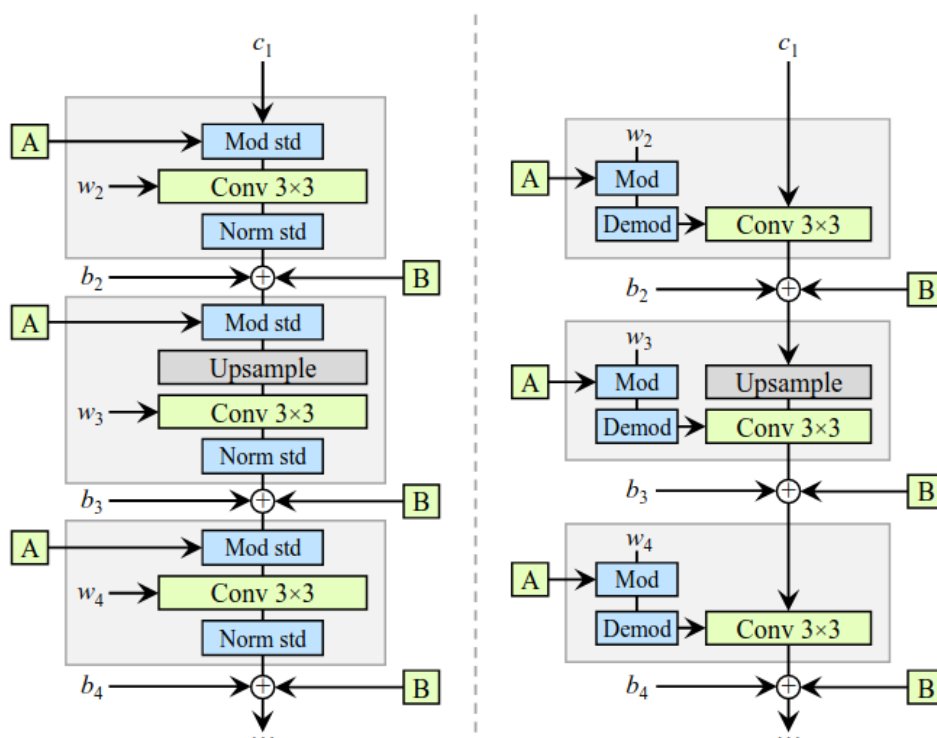 c₁
A
Mod std
w₂
Conv 3×3
Norm std
b₂
+
B
A
Mod std
Upsample
w₃
Conv 3×3
Norm std
b₃
+
B
A
Mod std
w₄
Conv 3×3
Norm std
b₄
+
B
...
c₁
w₂
A
Mod
Demod
Conv 3×3
b₂
+
B
w₃
A
Mod
Upsample
Demod
Conv 3×3
b₃
+
B
w₄
A
Mod
Demod
Conv 3×3
b₄
+
B
...